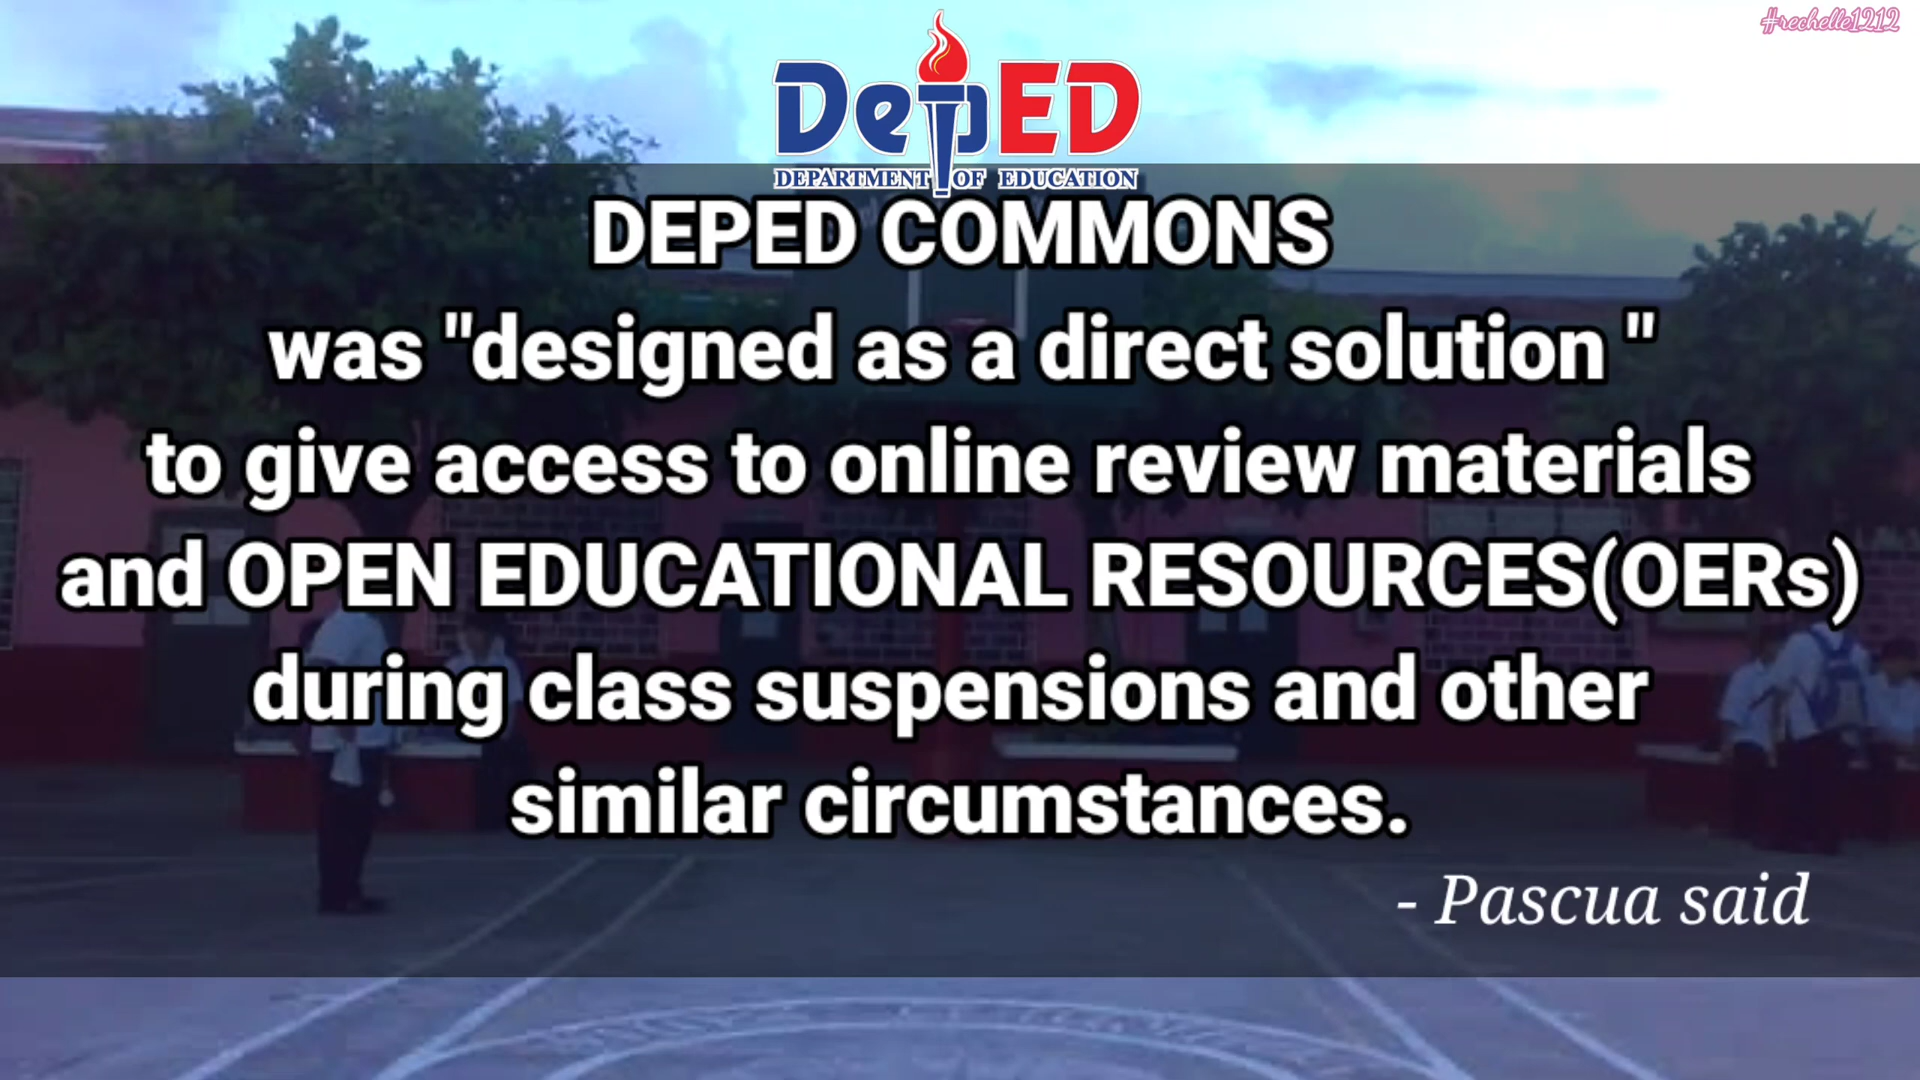 #rechelle1212
DepED
DEPARTMENT OF EDUCATION
DEPED COMMONS
was "designed as a direct solution "
to give access to online review materials
and OPEN EDUCATIONAL RESOURCES(OERs)
during class suspensions and other
similar circumstances.
- Pascua said